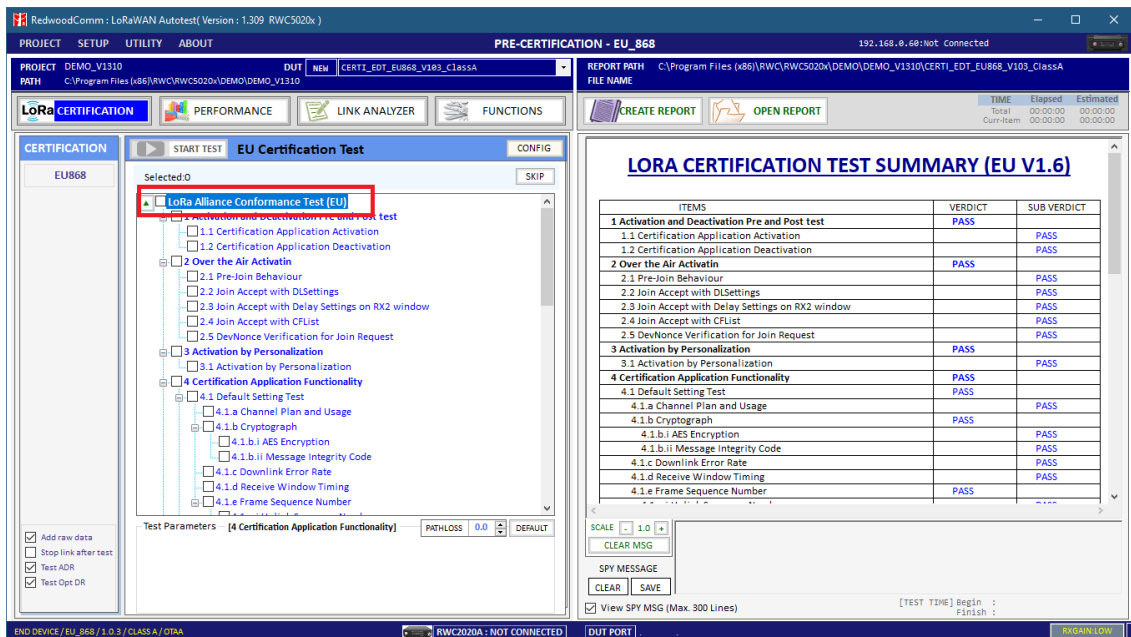 RedwoodComm : LoRaWAN Autotest( Version : 1.309 RWC5020x )
PROJECT SETUP UTILITY ABOUT
PRE-CERTIFICATION - EU_868
192.168.0.60:Not Connected
PROJECT DEMO_V1310
DUT NEW CERTI_EDT_EU868_V103_ClassA
PATH C:\Program Files (x86)\RWC\RWC5020x\DEMO\DEMO_V1310
REPORT PATH C:\Program Files (x86)\RWC\RWC5020x\DEMO\DEMO_V1310\CERTI_EDT_EU868_V103_ClassA
FILE NAME
LoRa CERTIFICATION
PERFORMANCE
LINK ANALYZER
FUNCTIONS
CREATE REPORT
OPEN REPORT
TIME Elapsed Estimated
Total 00:00:00 00:00:00
Curr-Item 00:00:00 00:00:00
CERTIFICATION
EU868
START TEST EU Certification Test CONFIG
Selected:0 SKIP
LoRa Alliance Conformance Test (EU)
1 Activation and Deactivation Pre and Post test
1.1 Certification Application Activation
1.2 Certification Application Deactivation
2 Over the Air Activatin
2.1 Pre-Join Behaviour
2.2 Join Accept with DLSettings
2.3 Join Accept with Delay Settings on RX2 window
2.4 Join Accept with CFList
2.5 DevNonce Verification for Join Request
3 Activation by Personalization
3.1 Activation by Personalization
4 Certification Application Functionality
4.1 Default Setting Test
4.1.a Channel Plan and Usage
4.1.b Cryptograph
4.1.b.i AES Encryption
4.1.b.ii Message Integrity Code
4.1.c Downlink Error Rate
4.1.d Receive Window Timing
4.1.e Frame Sequence Number
Add raw data
Stop link after test
Test ADR
Test Opt DR
Test Parameters [4 Certification Application Functionality] PATHLOSS 0.0 DEFAULT
LORA CERTIFICATION TEST SUMMARY (EU V1.6)
ITEMS VERDICT SUB VERDICT
1 Activation and Deactivation Pre and Post test PASS
1.1 Certification Application Activation PASS
1.2 Certification Application Deactivation PASS
2 Over the Air Activatin PASS
2.1 Pre-Join Behaviour PASS
2.2 Join Accept with DLSettings PASS
2.3 Join Accept with Delay Settings on RX2 window PASS
2.4 Join Accept with CFList PASS
2.5 DevNonce Verification for Join Request PASS
3 Activation by Personalization PASS
3.1 Activation by Personalization PASS
4 Certification Application Functionality PASS
4.1 Default Setting Test PASS
4.1.a Channel Plan and Usage PASS
4.1.b Cryptograph PASS
4.1.b.i AES Encryption PASS
4.1.b.ii Message Integrity Code PASS
4.1.c Downlink Error Rate PASS
4.1.d Receive Window Timing PASS
4.1.e Frame Sequence Number PASS
SCALE - 1.0 +
CLEAR MSG
SPY MESSAGE
CLEAR SAVE
View SPY MSG (Max. 300 Lines)
[TEST TIME] Begin :
Finish :
END DEVICE / EU_868 / 1.0.3 / CLASS A / OTAA
RWC2020A : NOT CONNECTED
DUT PORT
RXGAIN:LOW